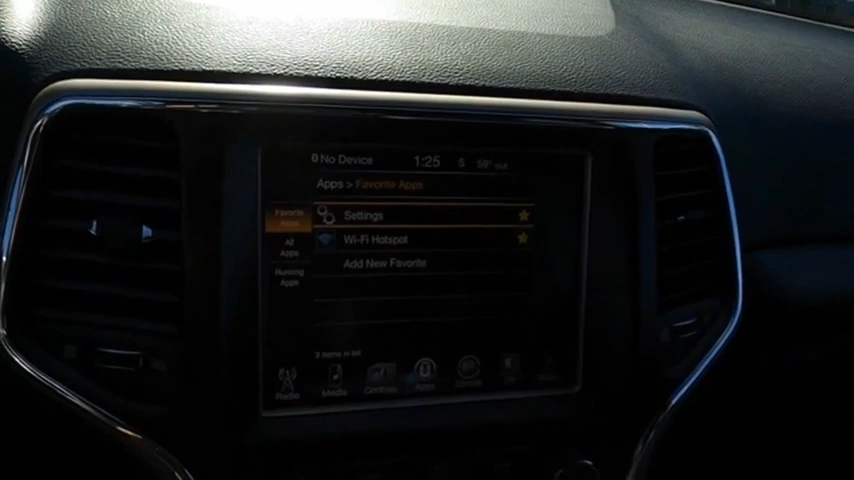 No Device 1:25 S 59° out
Apps > Favorite Apps
Favorite Apps
Settings
Wi-Fi Hotspot
All Apps
Add New Favorite
Running Apps
3 items in list
Radio Media Controls Apps